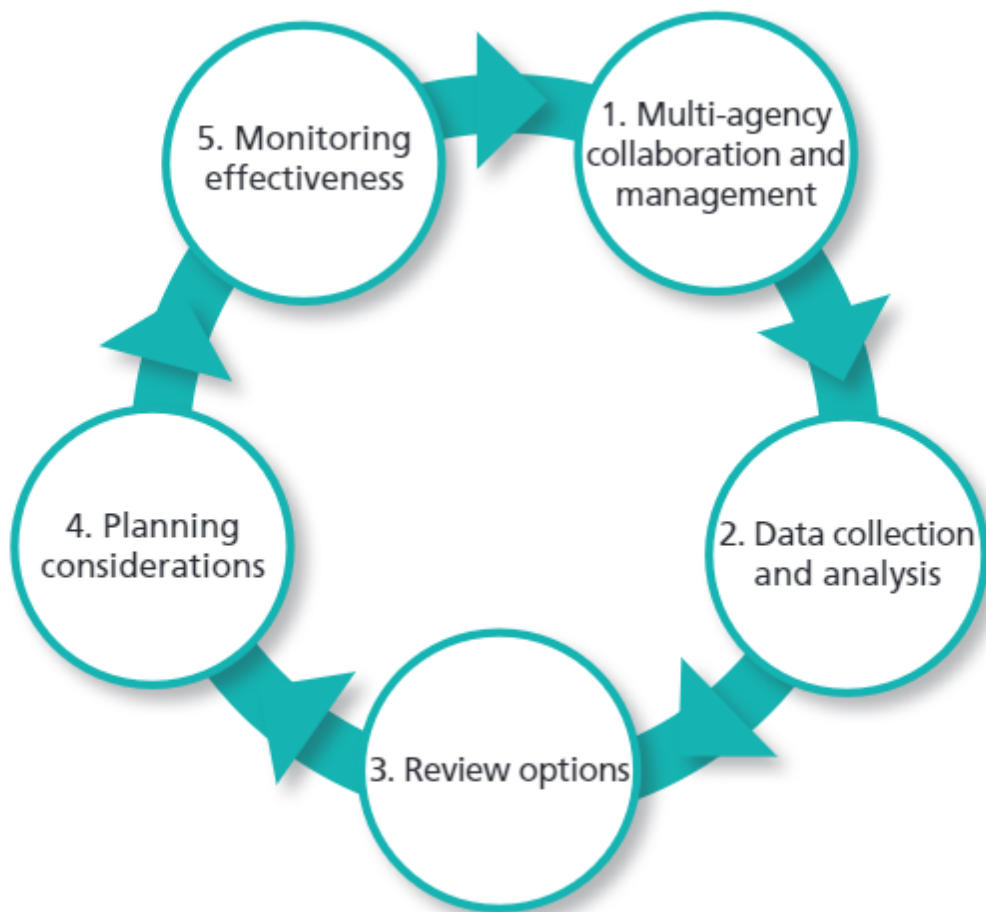 1. Multi-agency
collaboration and
management
2. Data collection
and analysis
3. Review options
4. Planning
considerations
5. Monitoring
effectiveness